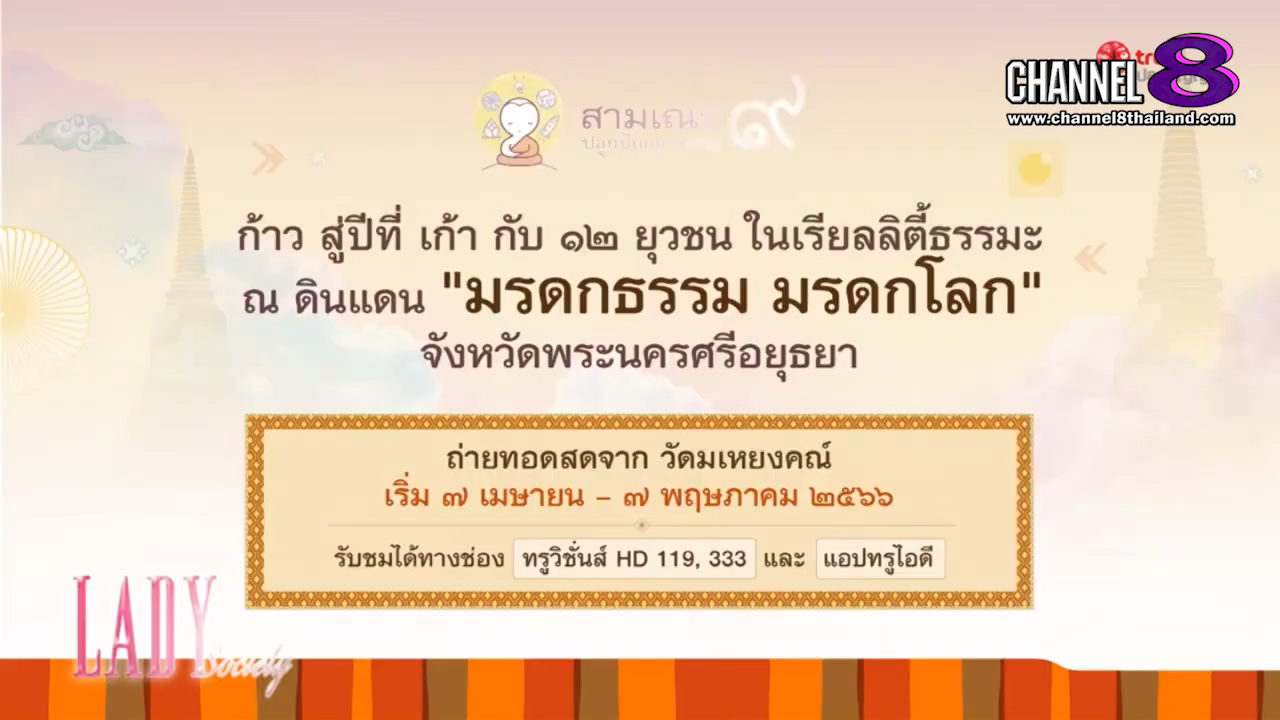 CHANNEL 8
www.channel8thailand.com
สามเณร
๙
ก้าว สู่ปีที่ เก้า กับ ๑๒ ยุวชน ในเรียลลิตี้ธรรมะ
ณ ดินแดน "มรดกธรรม มรดกโลก"
จังหวัดพระนครศรีอยุธยา
ถ่ายทอดสดจาก วัดมเหยงคณ์
เริ่ม ๗ เมษายน – ๗ พฤษภาคม ๒๕๖๖
รับชมได้ทางช่อง ทรูวิชั่นส์ HD 119, 333 และ แอปทรูไอดี
LADY
Society